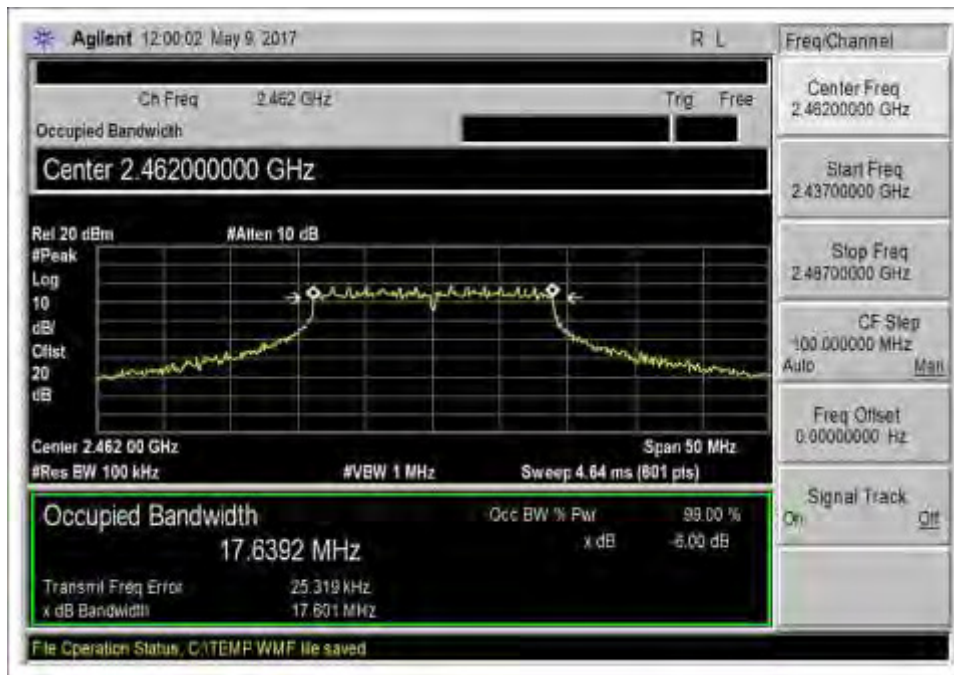 Agilent 12:00:02 May 9, 2017 R L
Freq/Channel
Ch Freq 2.462 GHz Trig Free
Occupied Bandwidth
Center 2.462000000 GHz
Ref 20 dBm #Atten 10 dB
#Peak
Log
10
dB/
Offst
20
dB
Center 2.462 00 GHz Span 50 MHz
#Res BW 100 kHz #VBW 1 MHz Sweep 4.64 ms (601 pts)
Occupied Bandwidth Occ BW % Pwr 99.00 %
17.6392 MHz x dB -6.00 dB
Transmit Freq Error 25.319 kHz
x dB Bandwidth 17.601 MHz
File Operation Status, C:\TEMP.WMF file saved
Center Freq
2.46200000 GHz
Start Freq
2.43700000 GHz
Stop Freq
2.48700000 GHz
CF Step
100.000000 MHz
Auto Man
Freq Offset
0.00000000 Hz
Signal Track
On Off